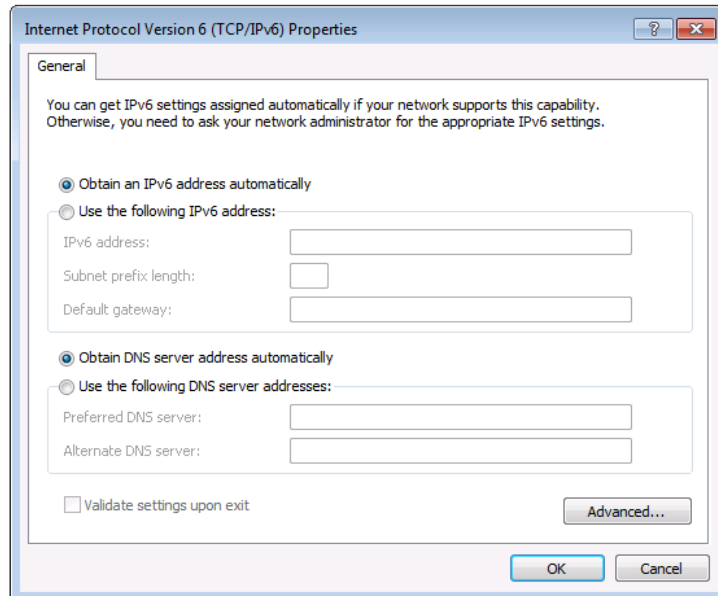 Internet Protocol Version 6 (TCP/IPv6) Properties
General
You can get IPv6 settings assigned automatically if your network supports this capability.
Otherwise, you need to ask your network administrator for the appropriate IPv6 settings.
Obtain an IPv6 address automatically
Use the following IPv6 address:
IPv6 address:
Subnet prefix length:
Default gateway:
Obtain DNS server address automatically
Use the following DNS server addresses:
Preferred DNS server:
Alternate DNS server:
Validate settings upon exit
Advanced...
OK Cancel